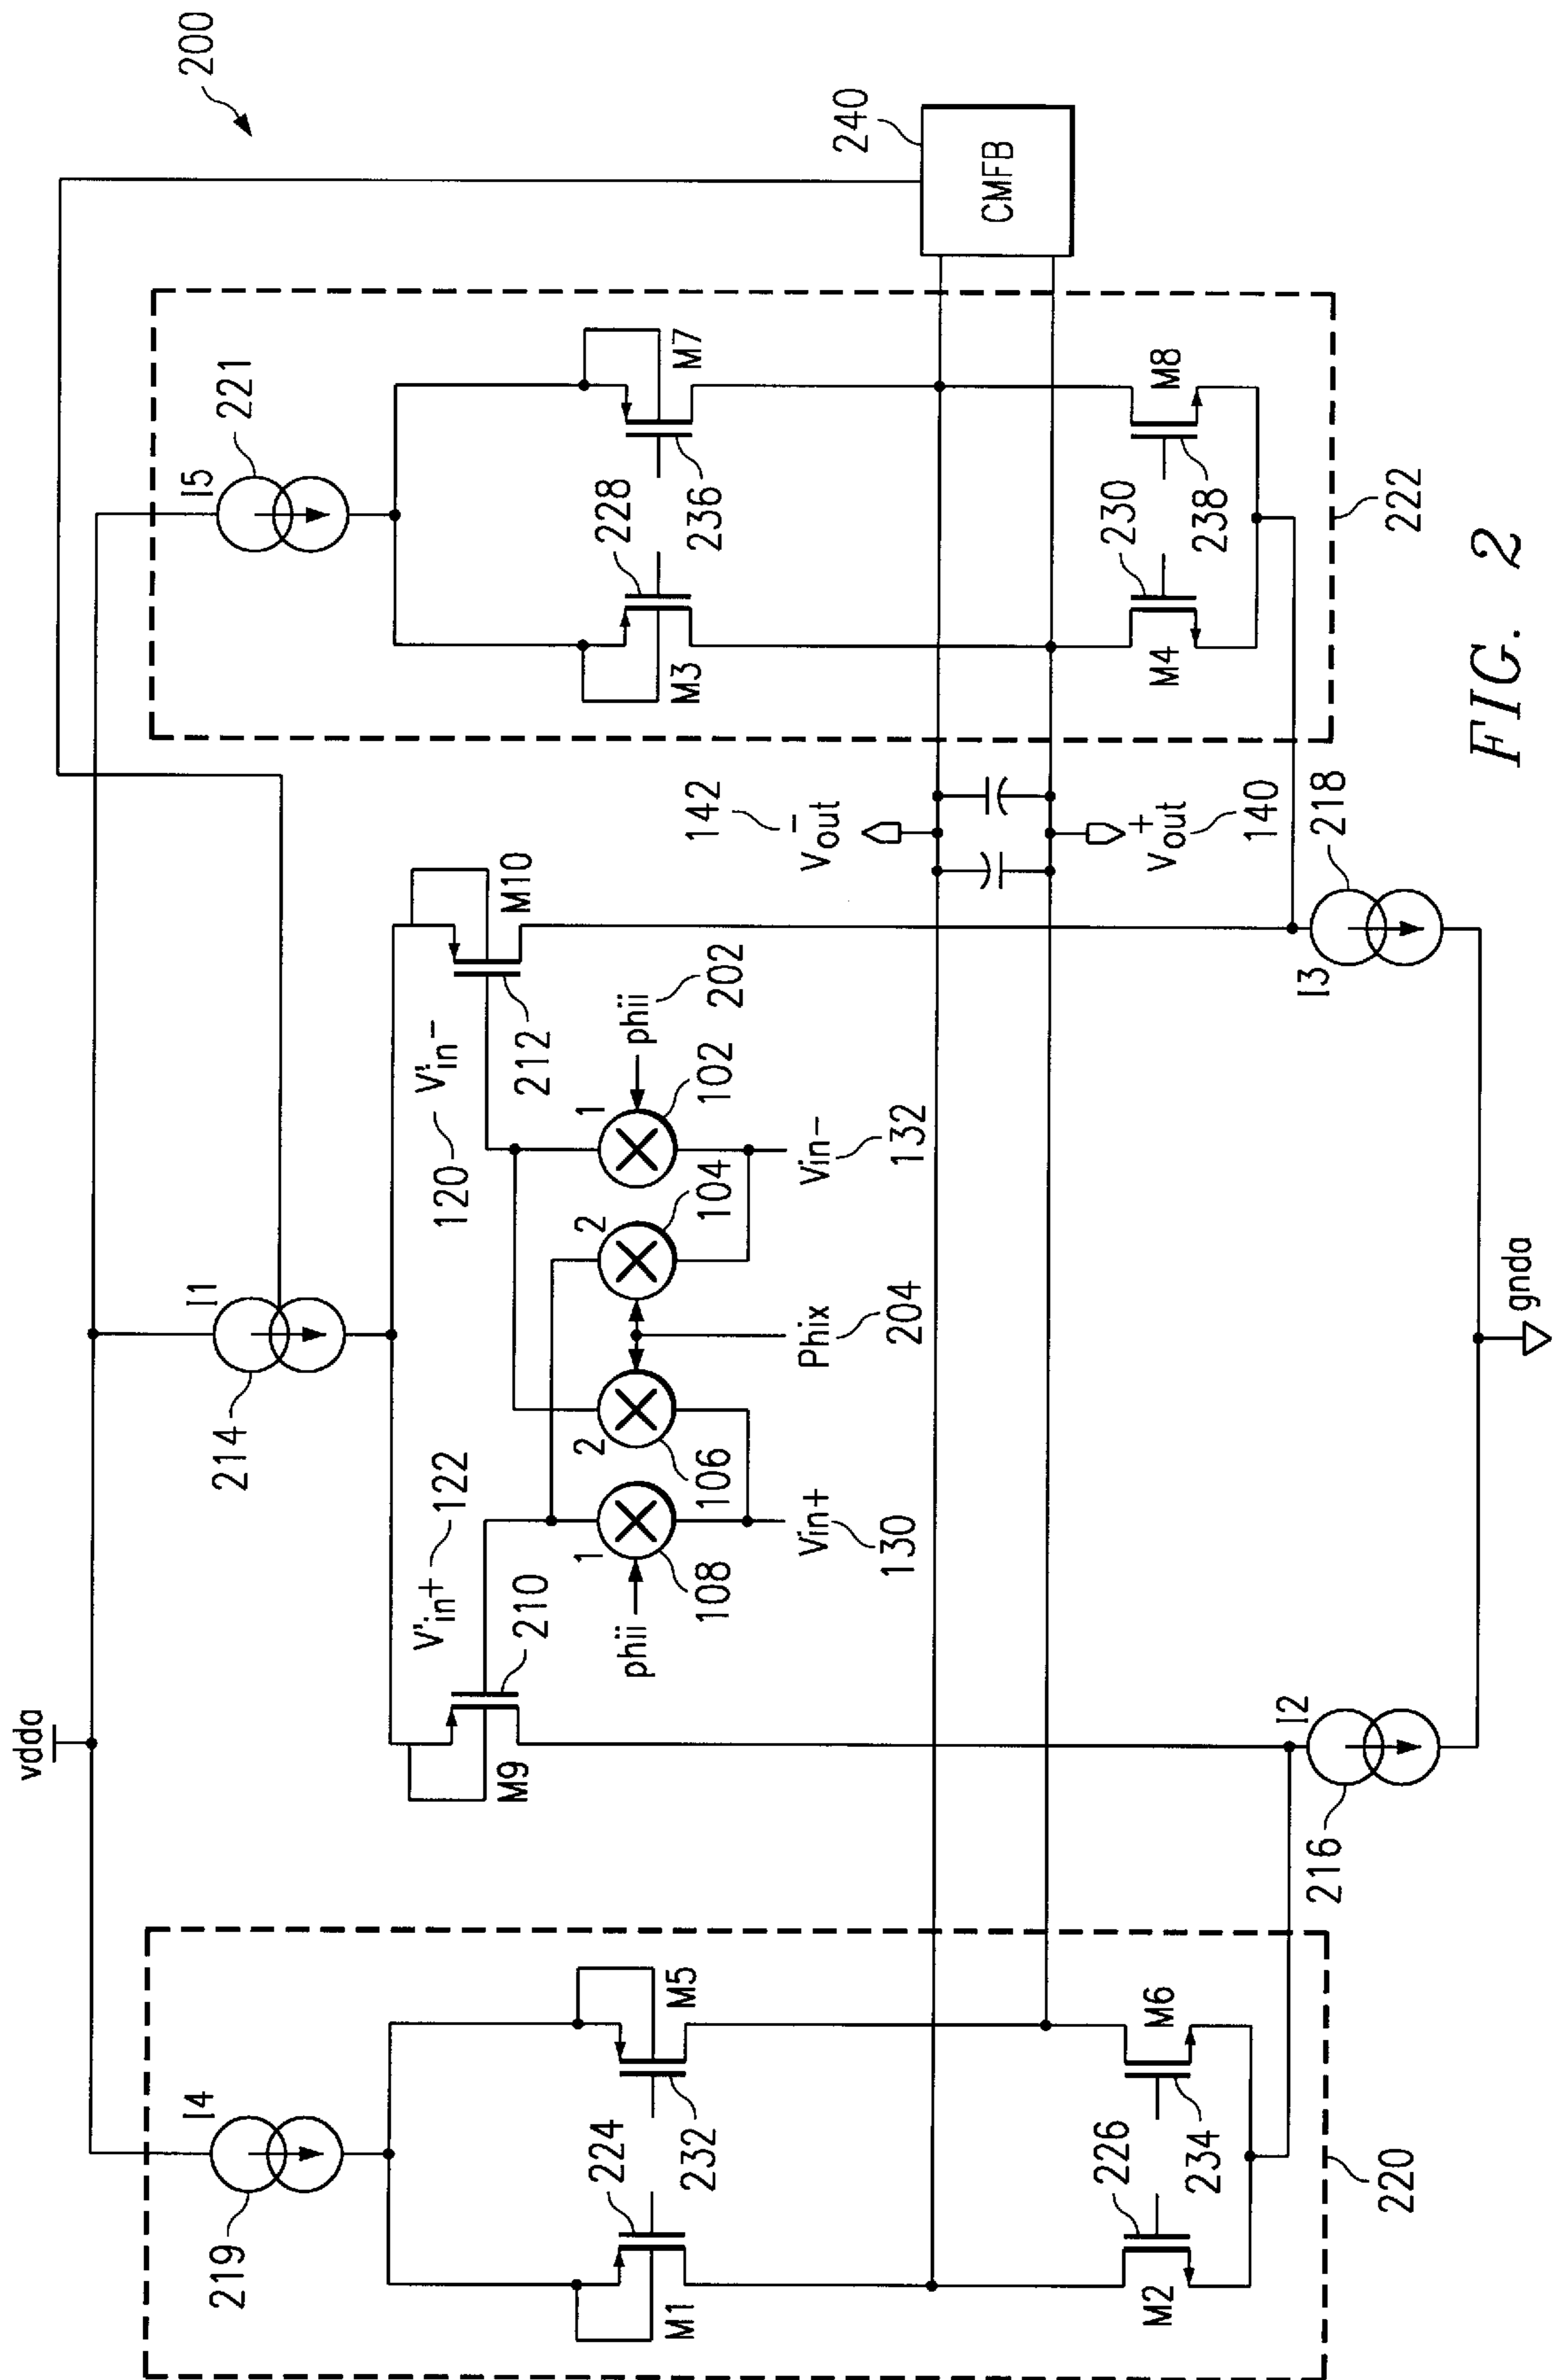 200
vdda
I4
219
I1
214
I5
221
224
232
M1
M5
V'in+
122
V'in-
120
M9
210
212
M10
228
236
M3
M7
phii
1
2
2
1
phii
202
108
106
104
102
Vin+
130
Phix
204
Vin-
132
Vout-
142
Vout+
140
CMFB
240
226
234
M2
M6
230
238
M4
M8
I2
216
I3
218
220
222
gnda
FIG. 2